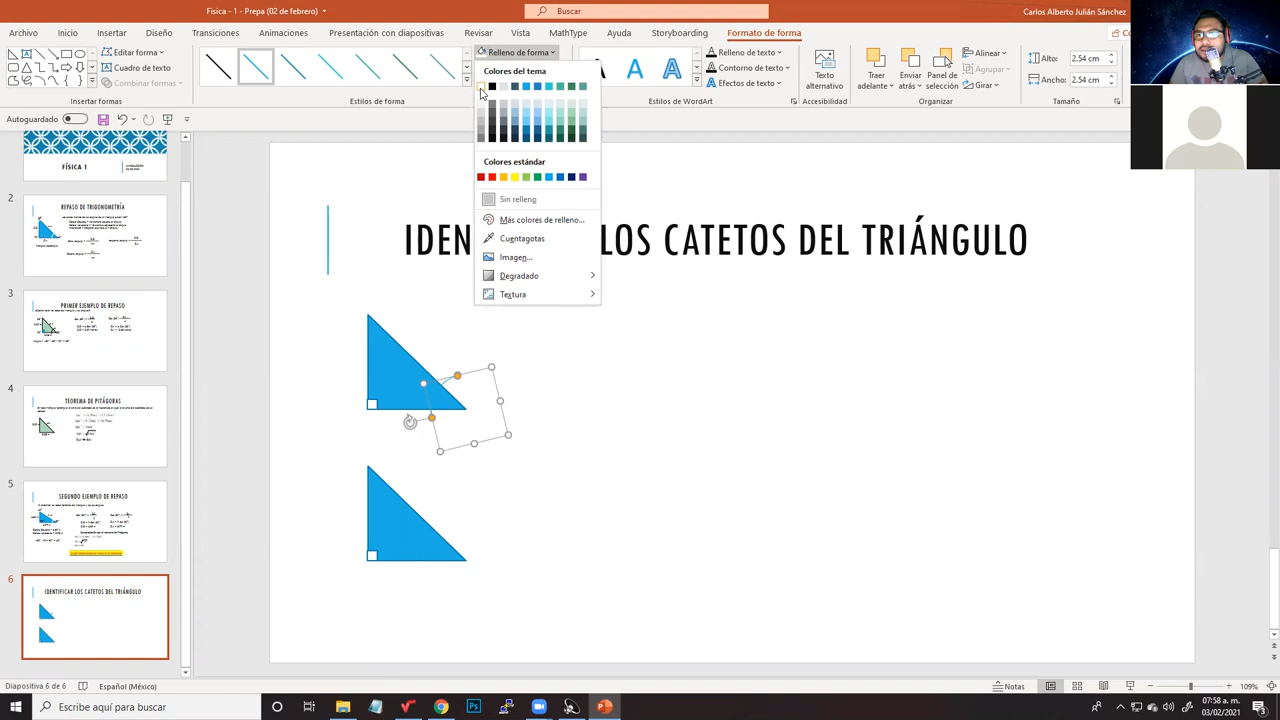 Fisica - 1 - Prepa (02 de febrero)
Buscar
Carlos Alberto Julián Sánchez
Archivo
Inicio
Insertar
Diseño
Transiciones
Animaciones
Presentación con diapositivas
Revisar
Vista
MathType
Ayuda
Storyboarding
Formato de forma
Editar forma
Cuadro de texto
Combinar formas
Insertar formas
Estilos de forma
Relleno de forma
Colores del tema
Colores estándar
Sin relleno
Más colores de relleno...
Cuentagotas
Imagen...
Degradado
Textura
A A A
Relleno de texto
Contorno de texto
Efectos de texto
Estilos de WordArt
Texto
alternativo
Accesibilidad
Traer
adelante
Enviar
atrás
Panel de
selección
Alinear
Agrupar
Girar
Organizar
Alto: 2.54 cm
Ancho: 2.54 cm
Tamaño
Autoguardado
FÍSICA 1
2
REPASO DE TRIGONOMETRÍA
3
PRIMER EJEMPLO DE REPASO
4
TEOREMA DE PITÁGORAS
5
SEGUNDO EJEMPLO DE REPASO
6
IDENTIFICAR LOS CATETOS DEL TRIÁNGULO
IDEN LOS CATETOS DEL TRIÁNGULO
Diapositiva 6 de 6
Español (México)
Notas
109%
Escribe aquí para buscar
07:58 a. m.
03/02/2021